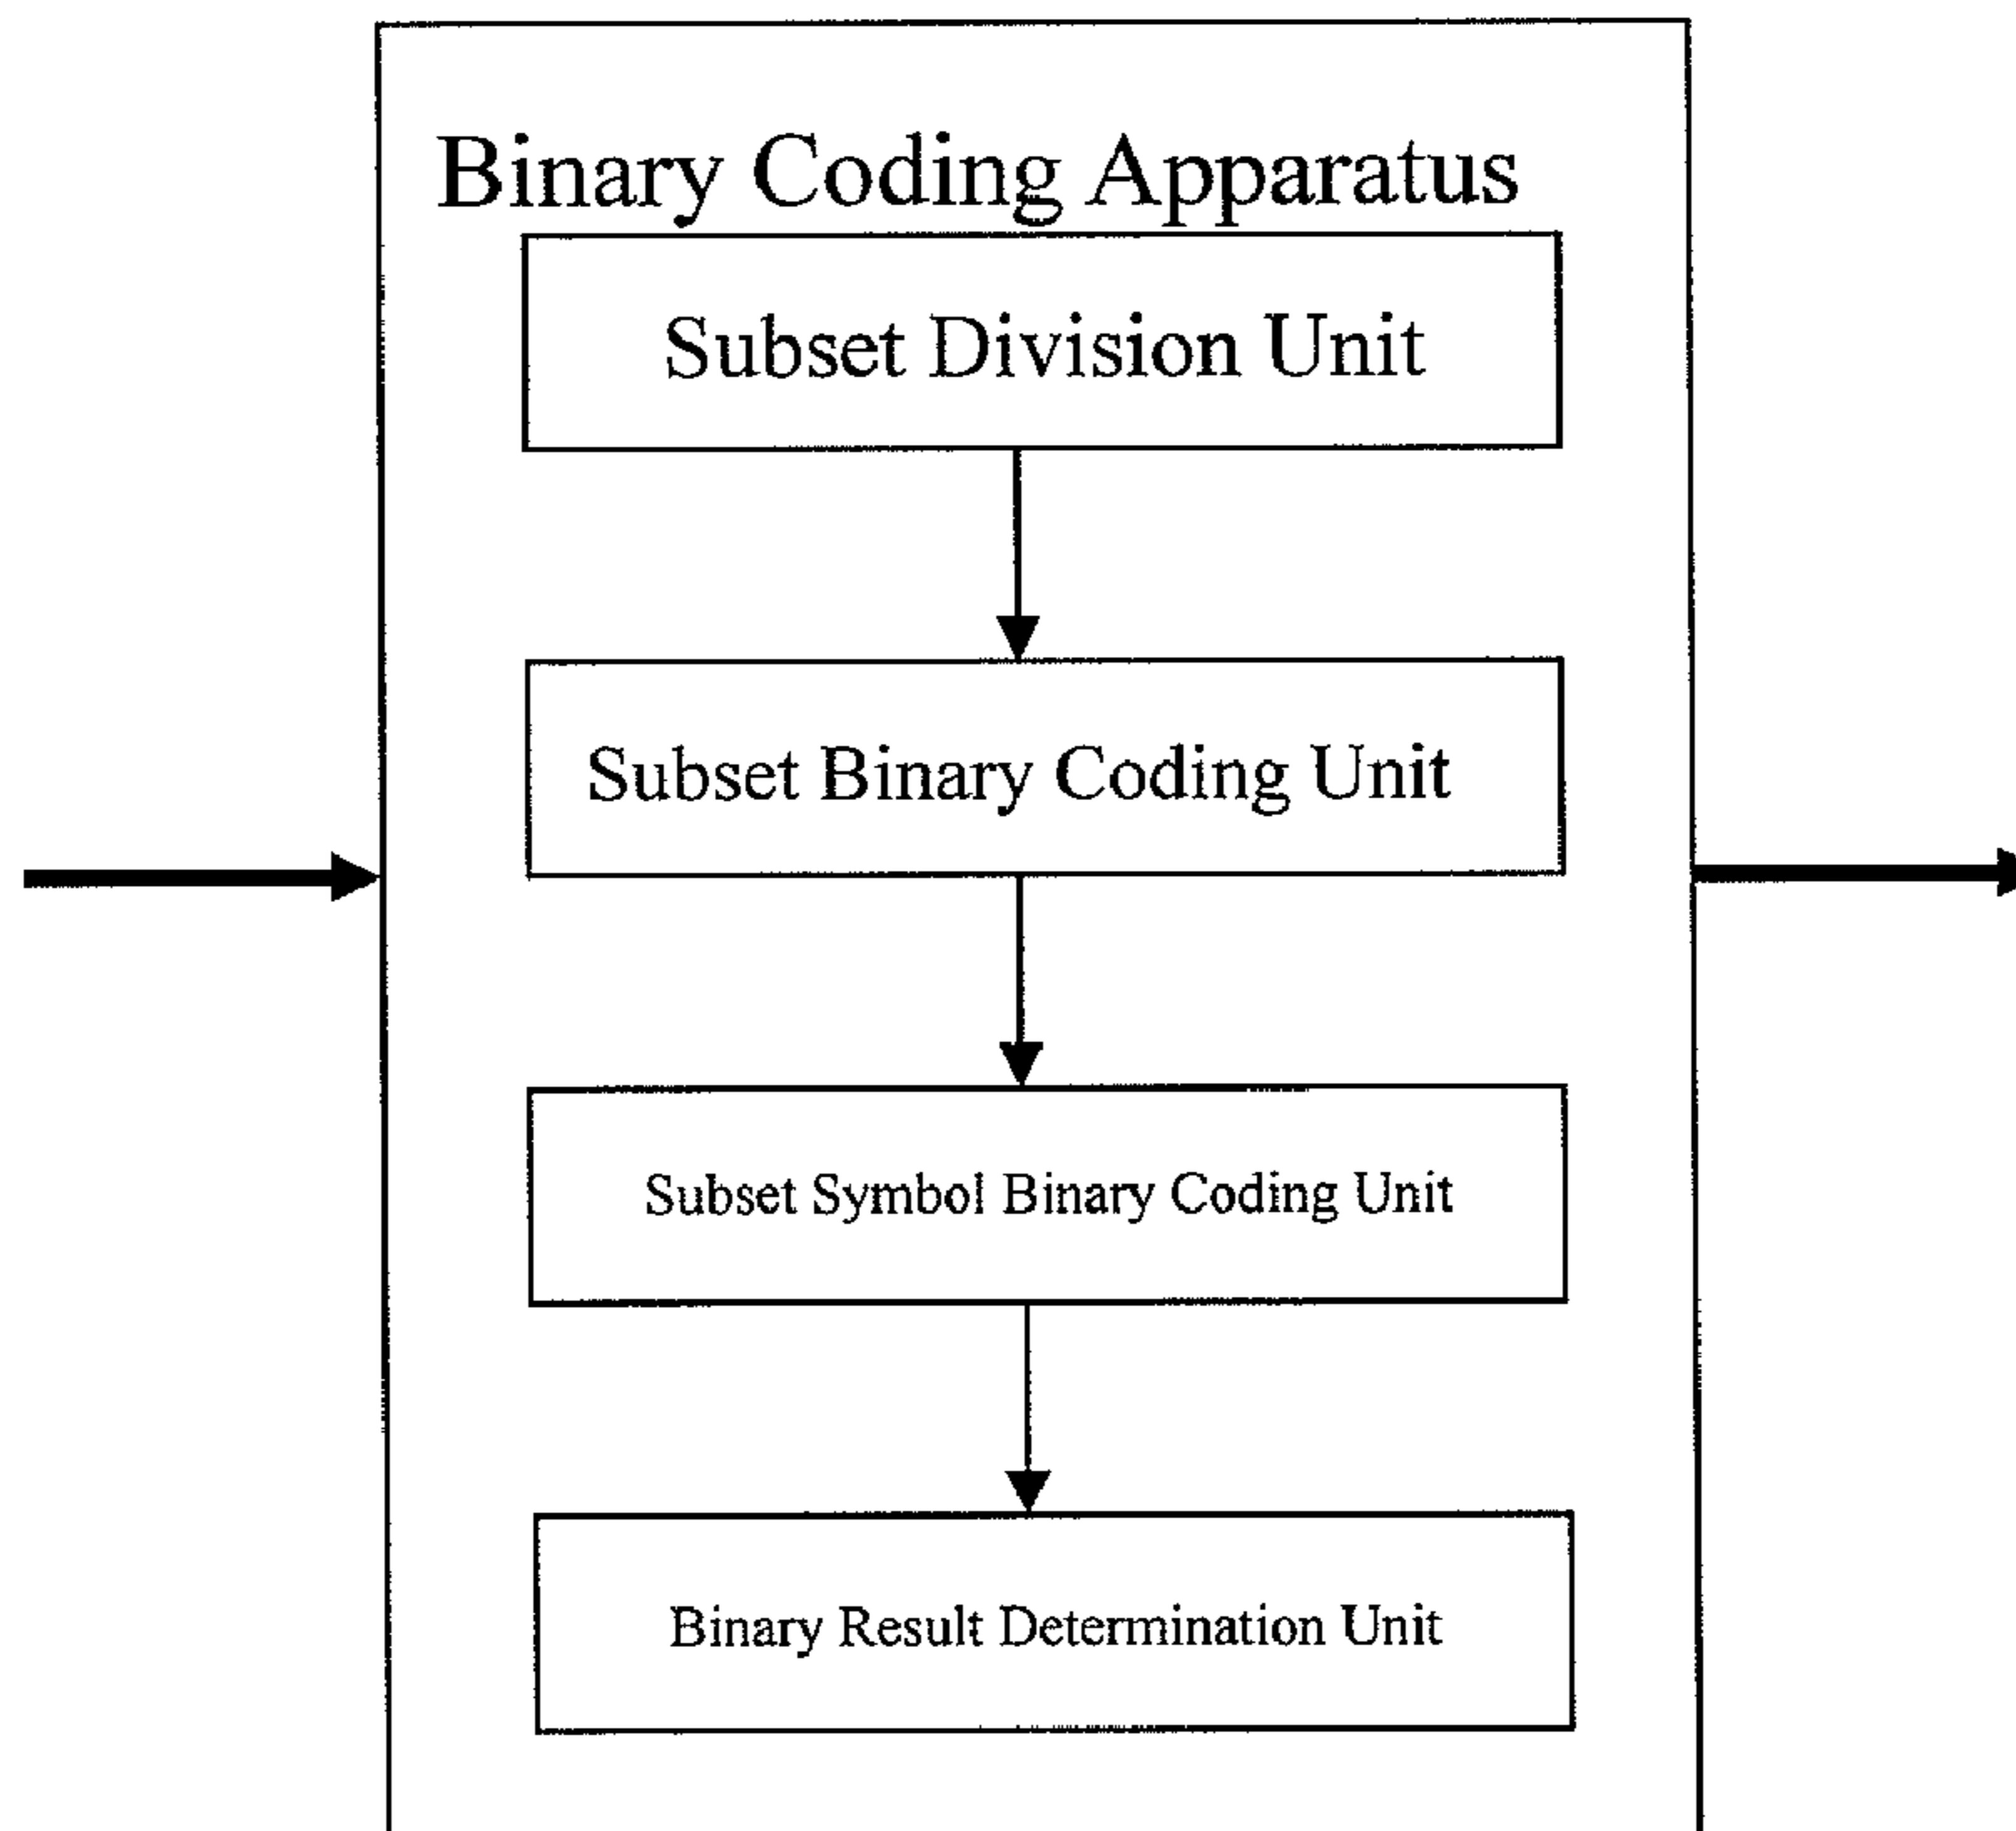 Binary Coding Apparatus
Subset Division Unit
Subset Binary Coding Unit
Subset Symbol Binary Coding Unit
Binary Result Determination Unit